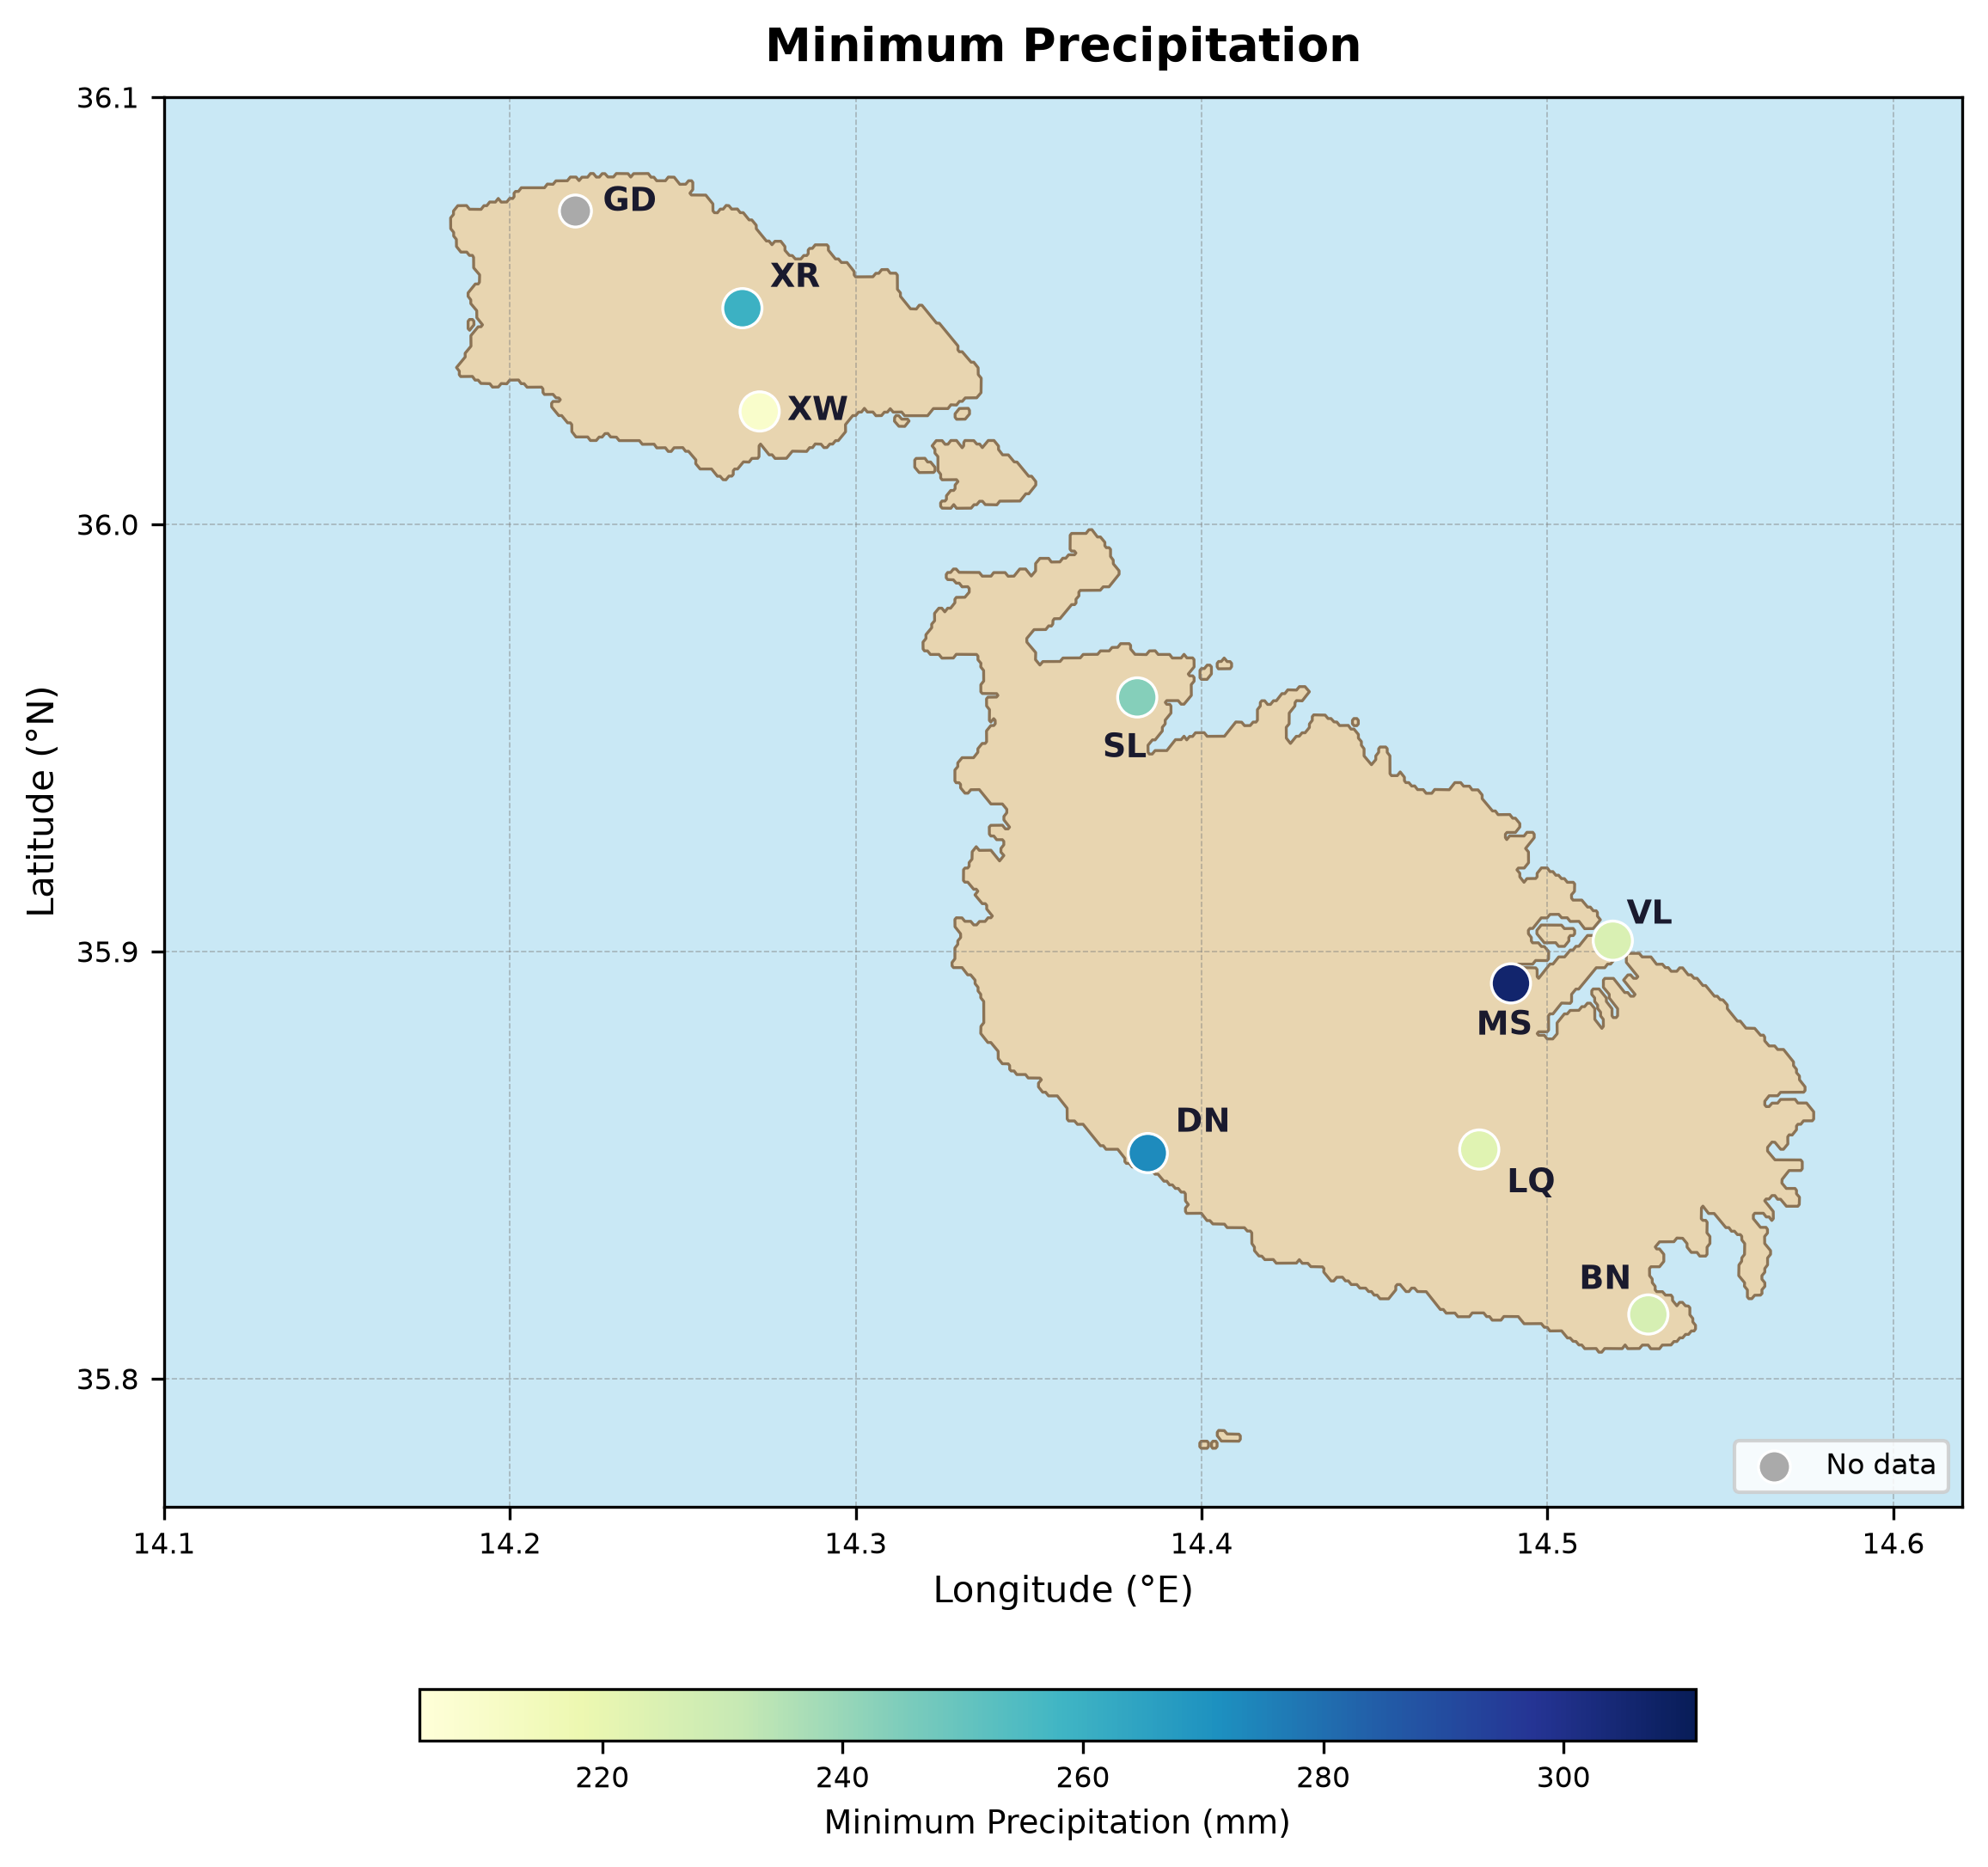 Minimum Precipitation
36.1
36.0
35.9
35.8
Latitude (°N)
GD
XR
XW
SL
VL
MS
DN
LQ
BN
No data
14.1 14.2 14.3 14.4 14.5 14.6
Longitude (°E)
220 240 260 280 300
Minimum Precipitation (mm)